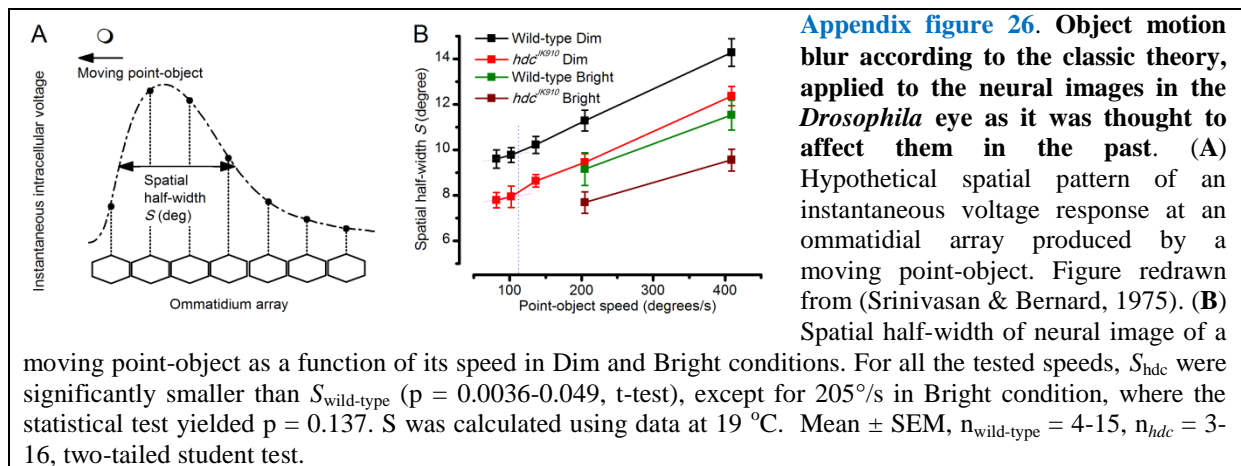 A
Moving point-object
Instantaneous intracellular voltage
Spatial
half-width
S (deg)
Ommatidium array
B
Wild-type Dim
hdcJK910 Dim
Wild-type Bright
hdcJK910 Bright
Spatial half-width S (degree)
14
12
10
8
6
100
200
300
400
Point-object speed (degrees/s)
Appendix figure 26. Object motion
blur according to the classic theory,
applied to the neural images in the
Drosophila eye as it was thought to
affect them in the past. (A)
Hypothetical spatial pattern of an
instantaneous voltage response at an
ommatidial array produced by a
moving point-object. Figure redrawn
from (Srinivasan & Bernard, 1975). (B)
Spatial half-width of neural image of a
moving point-object as a function of its speed in Dim and Bright conditions. For all the tested speeds, Shdc were
significantly smaller than Swild-type (p = 0.0036-0.049, t-test), except for 205°/s in Bright condition, where the
statistical test yielded p = 0.137. S was calculated using data at 19 °C. Mean ± SEM, nwild-type = 4-15, nhdc = 3-
16, two-tailed student test.